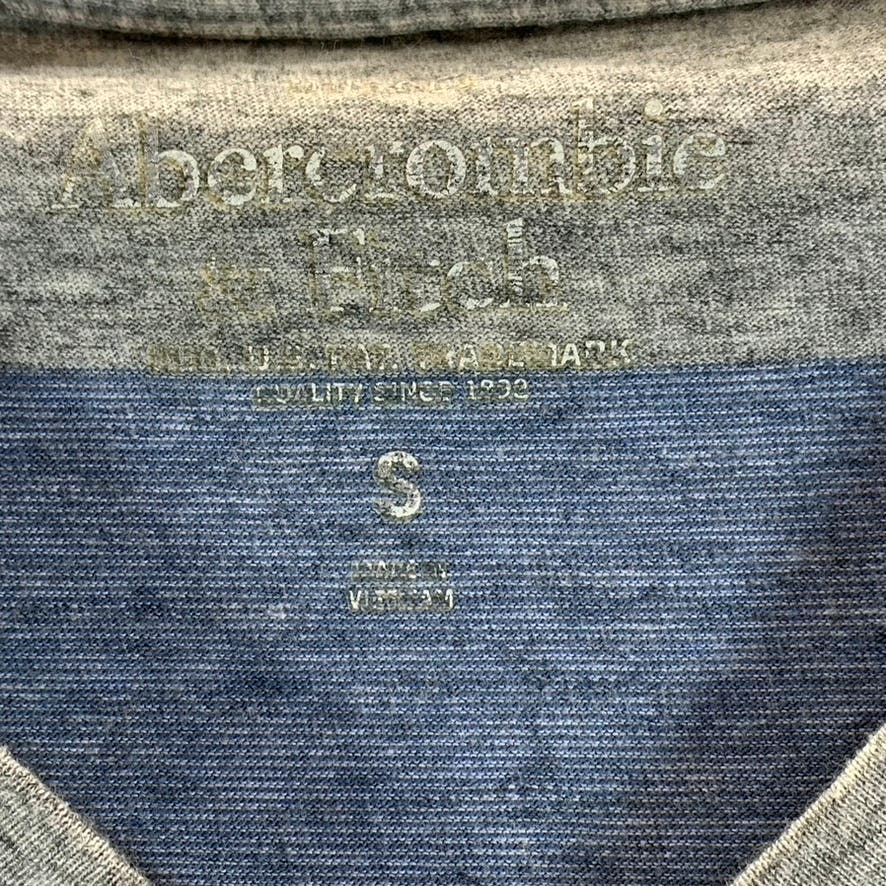 Abercrombie
& Fitch
REG. U.S. PAT. TRADEMARK
QUALITY SINCE 1892
S
MADE IN
VIETNAM